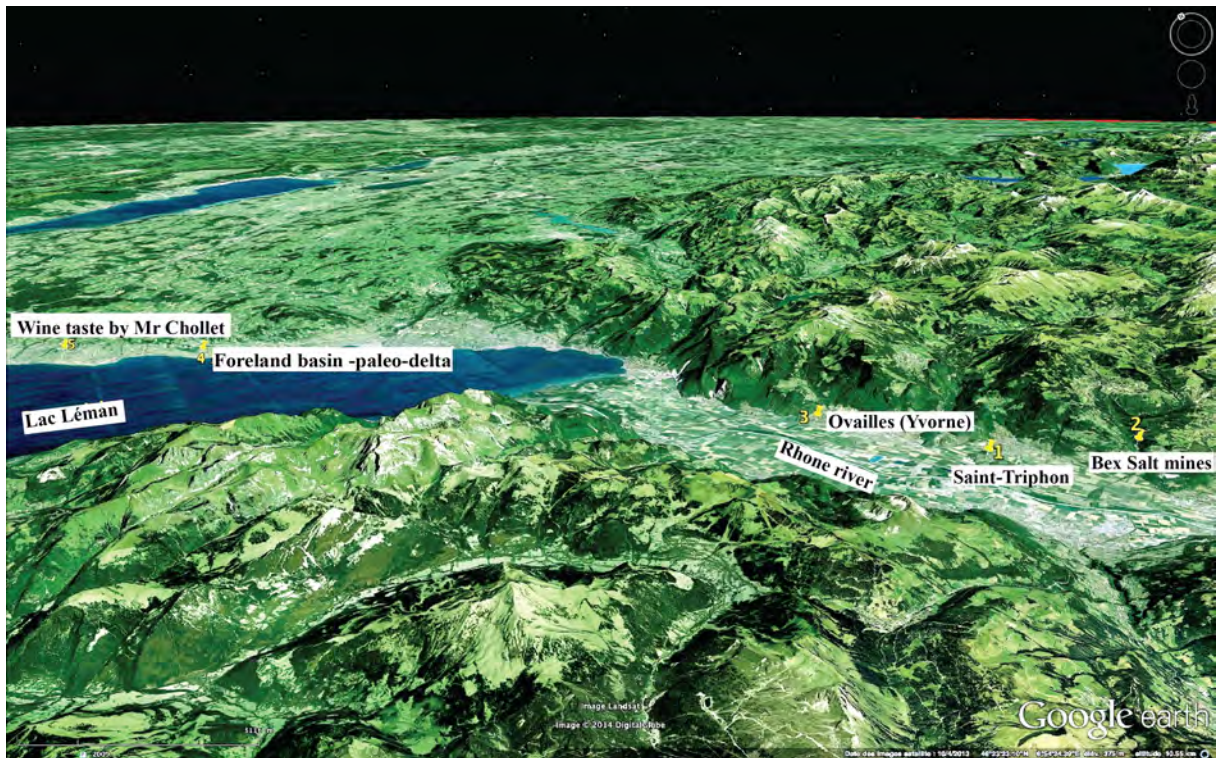 Wine taste by Mr Chollet
5
4
Foreland basin -paleo-delta
Lac Léman
3
Ovailles (Yvorne)
2
1
Rhone river
Saint-Triphon
Bex Salt mines
Image Landsat
Image © 2014 DigitalGlobe
Google earth
2009